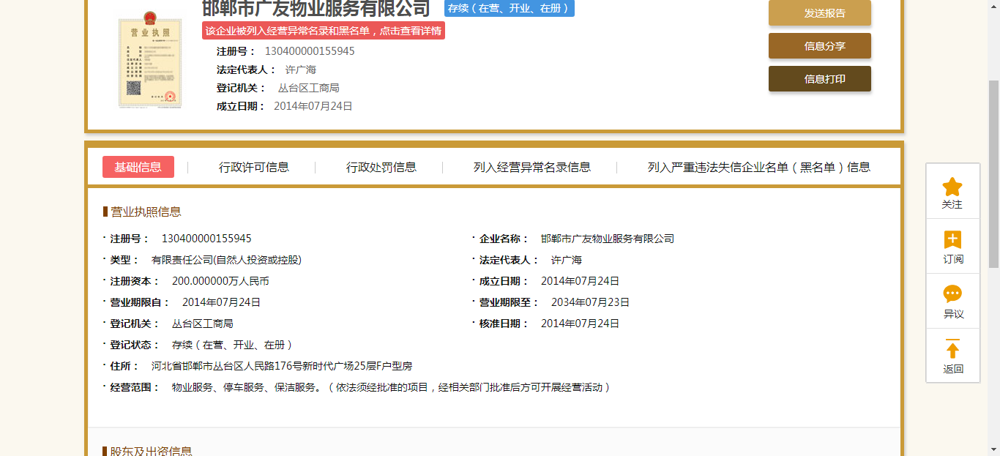 邯郸市广友物业服务有限公司 存续（在营、开业、在册）
该企业被列入经营异常名录和黑名单，点击查看详情
营业执照
注册号： 130400000155945
法定代表人： 许广海
登记机关： 丛台区工商局
成立日期： 2014年07月24日
发送报告
信息分享
信息打印
基础信息 行政许可信息 行政处罚信息 列入经营异常名录信息 列入严重违法失信企业名单（黑名单）信息
营业执照信息
· 注册号： 130400000155945 · 企业名称： 邯郸市广友物业服务有限公司
· 类型： 有限责任公司(自然人投资或控股) · 法定代表人： 许广海
· 注册资本： 200.000000万人民币 · 成立日期： 2014年07月24日
· 营业期限自： 2014年07月24日 · 营业期限至： 2034年07月23日
· 登记机关： 丛台区工商局 · 核准日期： 2014年07月24日
· 登记状态： 存续（在营、开业、在册）
· 住所： 河北省邯郸市丛台区人民路176号新时代广场25层F户型房
· 经营范围： 物业服务、停车服务、保洁服务。（依法须经批准的项目，经相关部门批准后方可开展经营活动）
股东及出资信息
关注
订阅
异议
返回